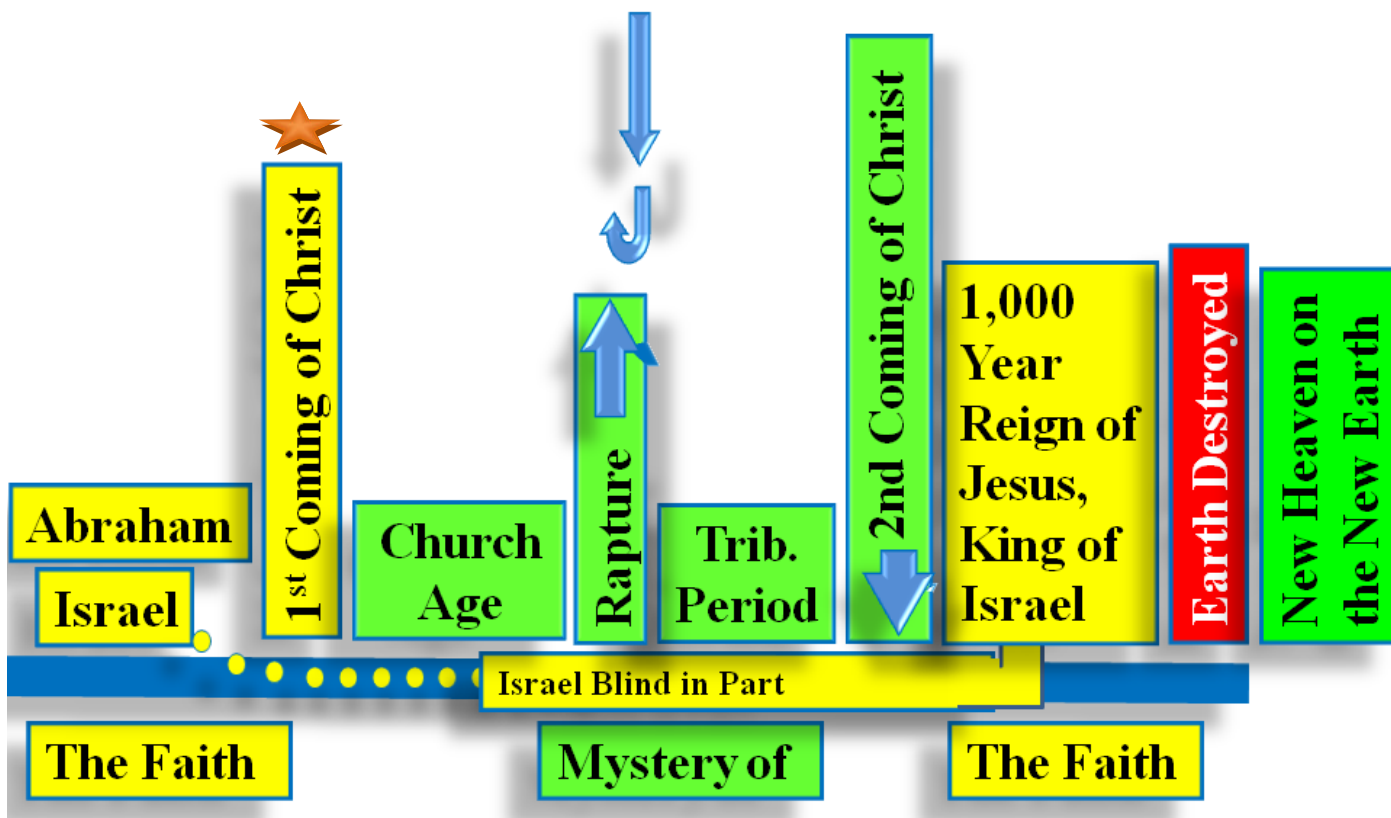 Abraham
Israel
1st Coming of Christ
Church
Age
Rapture
Trib.
Period
2nd Coming of Christ
1,000
Year
Reign of
Jesus,
King of
Israel
Earth Destroyed
New Heaven on
the New Earth
Israel Blind in Part
The Faith
Mystery of
The Faith